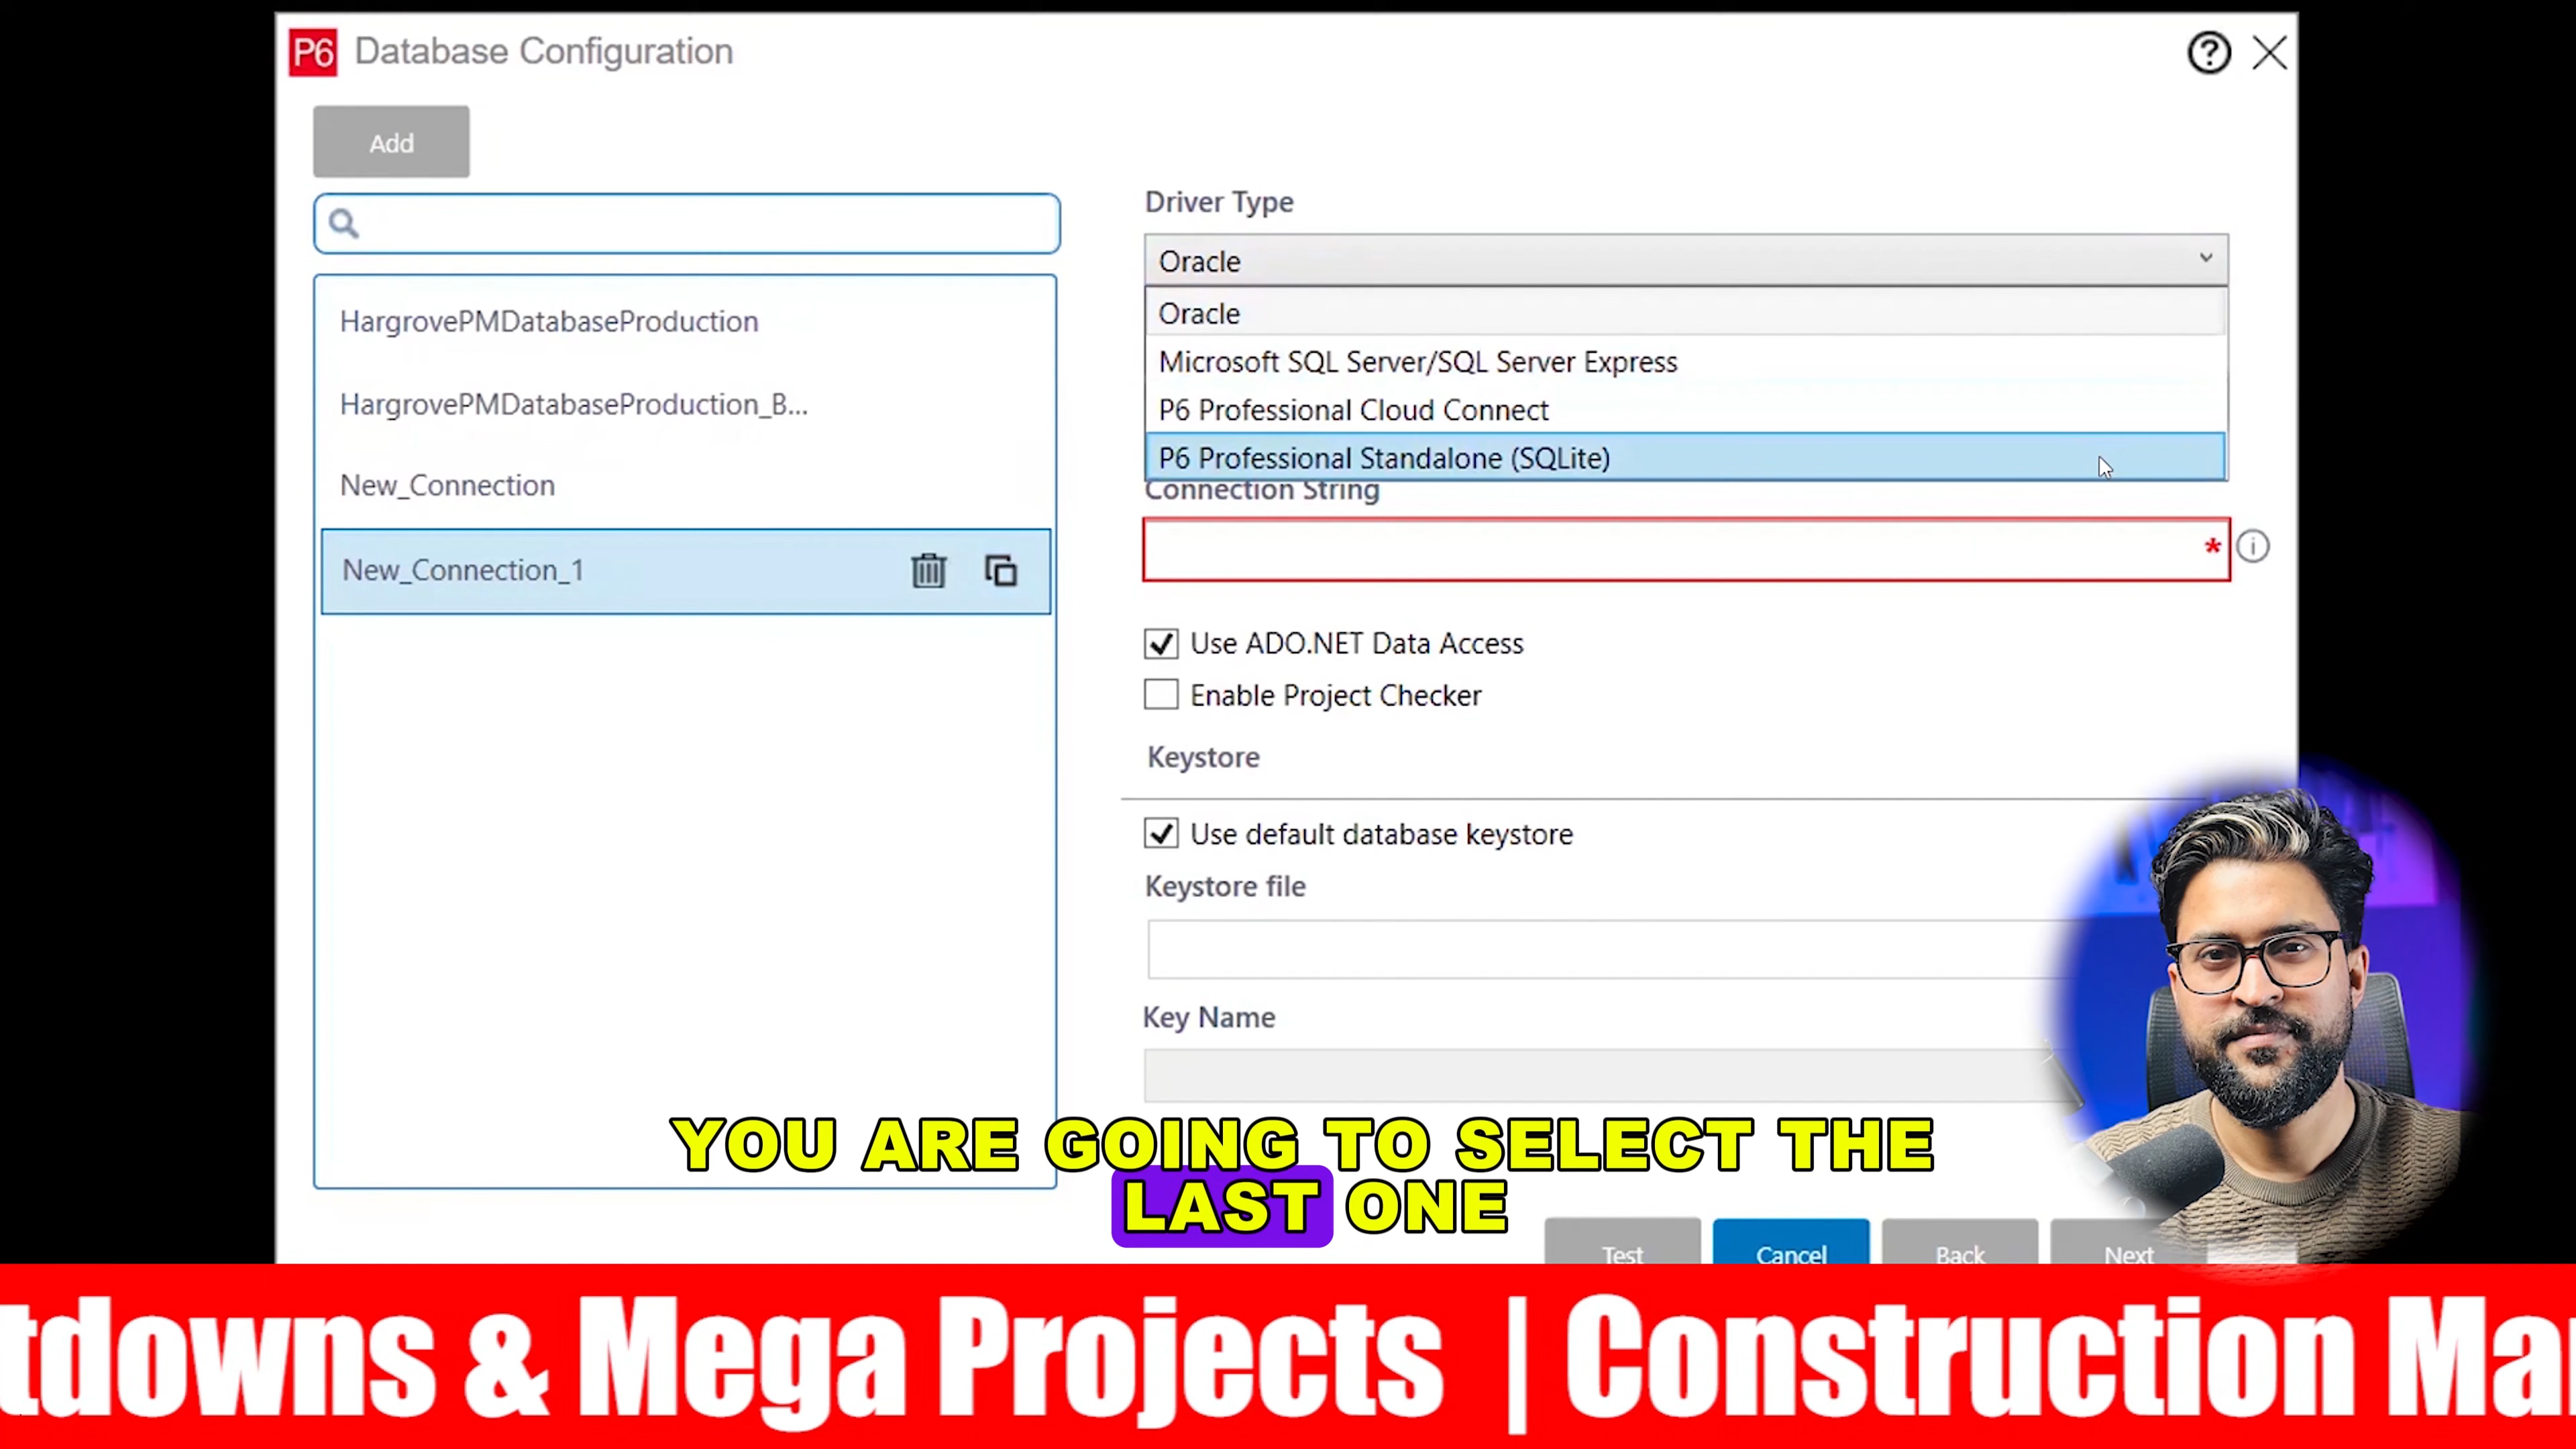 P6 Database Configuration
Add
Driver Type
Oracle
Oracle
Microsoft SQL Server/SQL Server Express
P6 Professional Cloud Connect
P6 Professional Standalone (SQLite)
Connection String
*
HargrovePMDatabaseProduction
HargrovePMDatabaseProduction_B...
New_Connection
New_Connection_1
Use ADO.NET Data Access
Enable Project Checker
Keystore
Use default database keystore
Keystore file
Key Name
YOU ARE GOING TO SELECT THE
LAST ONE
Test Cancel Back Next
tdowns & Mega Projects | Construction Ma